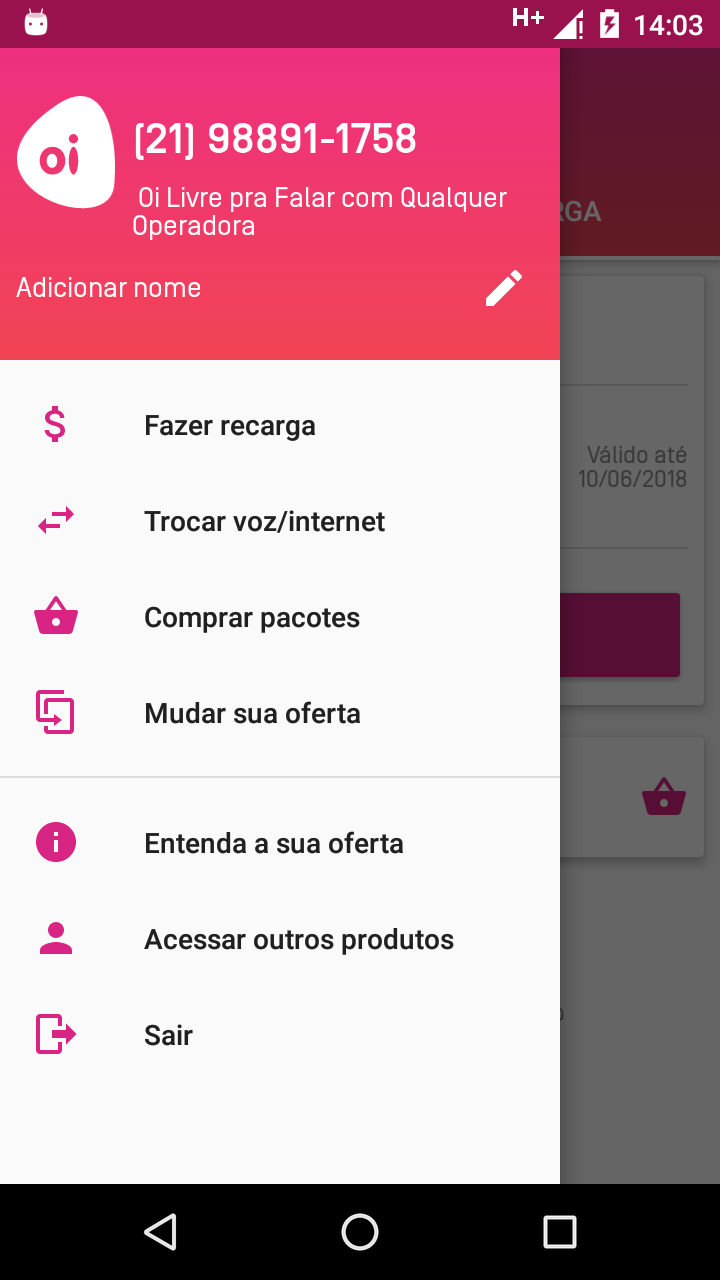 H+ 14:03
oi
(21) 98891-1758
Oi Livre pra Falar com Qualquer
Operadora
Adicionar nome
Fazer recarga
Trocar voz/internet
Comprar pacotes
Mudar sua oferta
Entenda a sua oferta
Acessar outros produtos
Sair
Válido até
10/06/2018